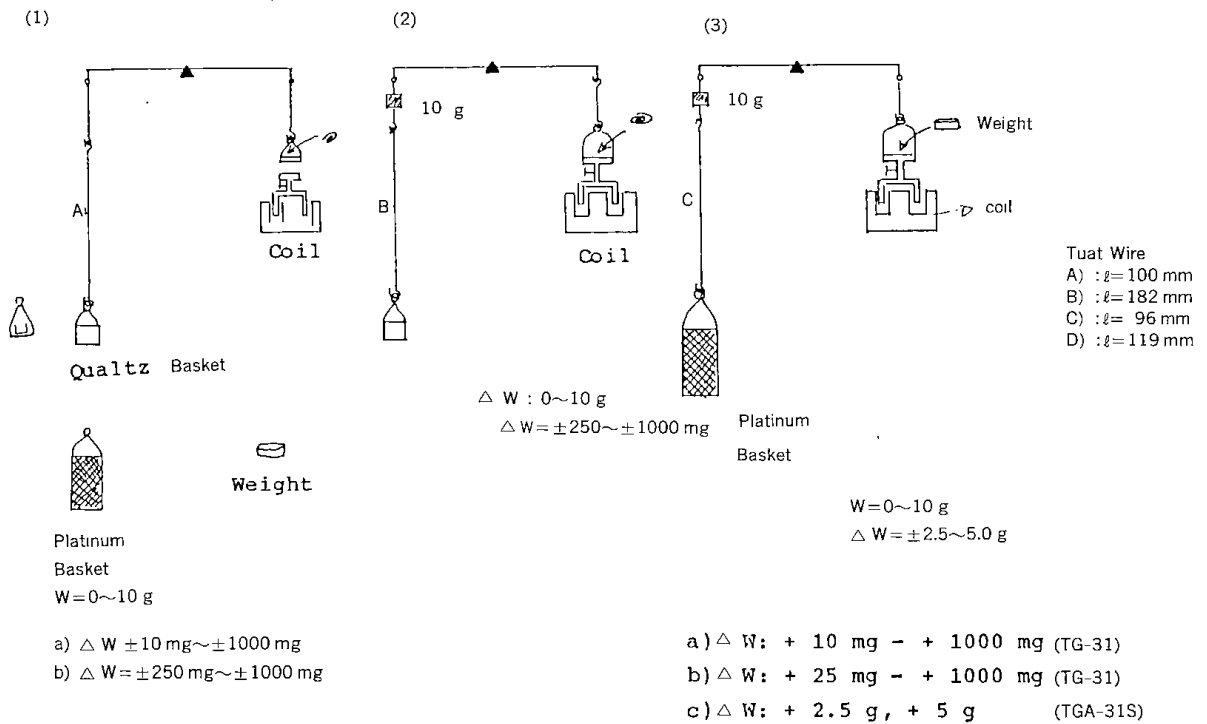 (1)
(2)
(3)
10 g
10 g
Weight
A
B
C
coil
Coil
Coil
Tuat Wire
A) :ℓ=100 mm
B) :ℓ=182 mm
C) :ℓ= 96 mm
D) :ℓ=119 mm
Qualtz Basket
△ W : 0~10 g
△ W=±250~±1000 mg
Platinum
Basket
Weight
W=0~10 g
△ W=±2.5~5.0 g
Platinum
Basket
W=0~10 g
a) △ W ±10 mg~±1000 mg
b) △ W=±250 mg~±1000 mg
a)△ W: + 10 mg - + 1000 mg (TG-31)
b)△ W: + 25 mg - + 1000 mg (TG-31)
c)△ W: + 2.5 g, + 5 g (TGA-31S)